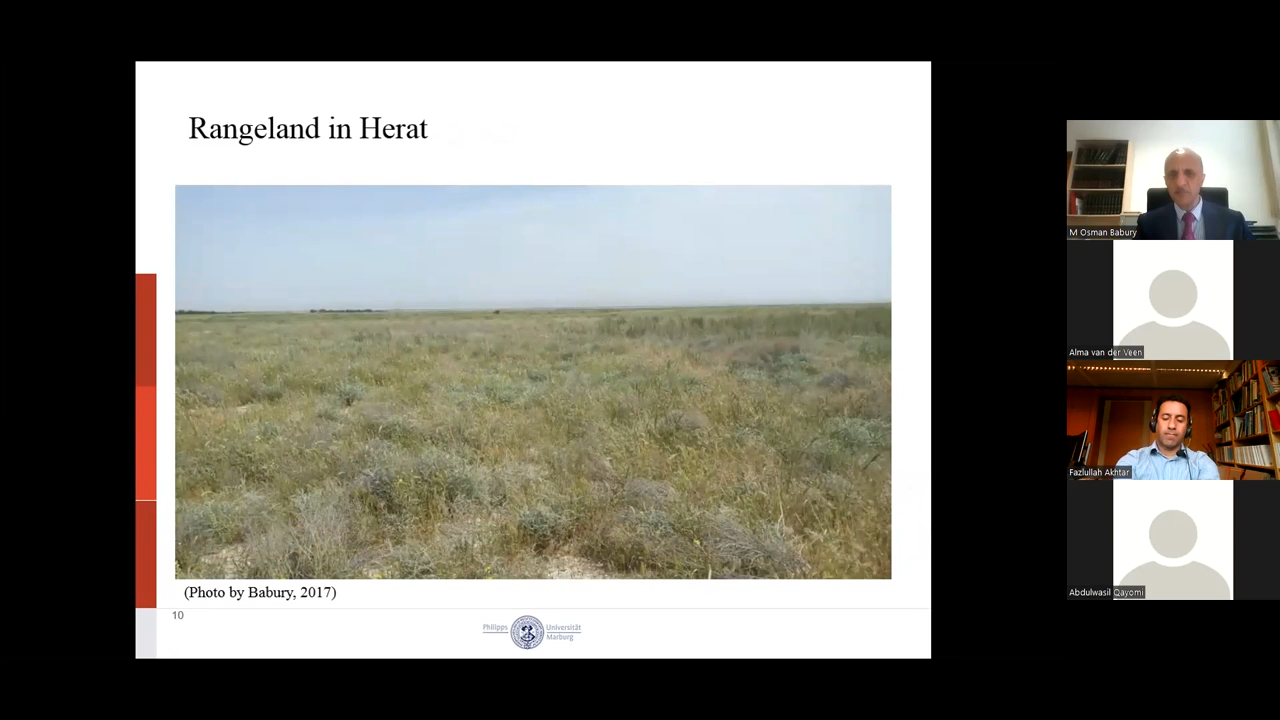 Rangeland in Herat
(Photo by Babury, 2017)
10
Philipps
Universität
Marburg
M Osman Babury
Alma van der Veen
Fazlullah Akhtar
Abdulwasil Qayomi